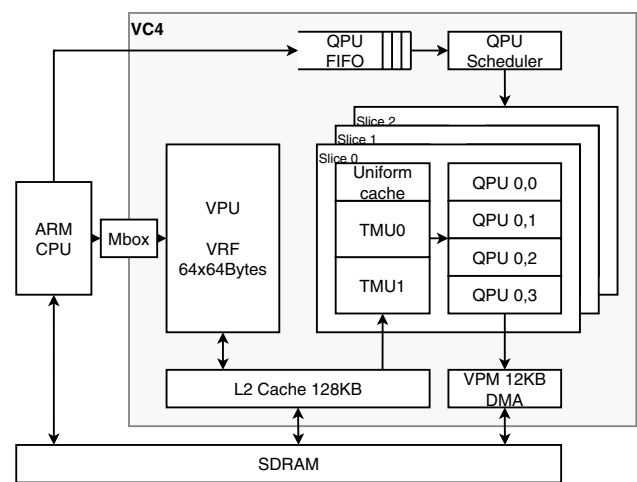 VC4
QPU
FIFO
QPU
Scheduler
Slice 2
Slice 1
Slice 0
Uniform
cache
TMU0
TMU1
QPU 0,0
QPU 0,1
QPU 0,2
QPU 0,3
VPU
VRF
64x64Bytes
ARM
CPU
Mbox
L2 Cache 128KB
VPM 12KB
DMA
SDRAM